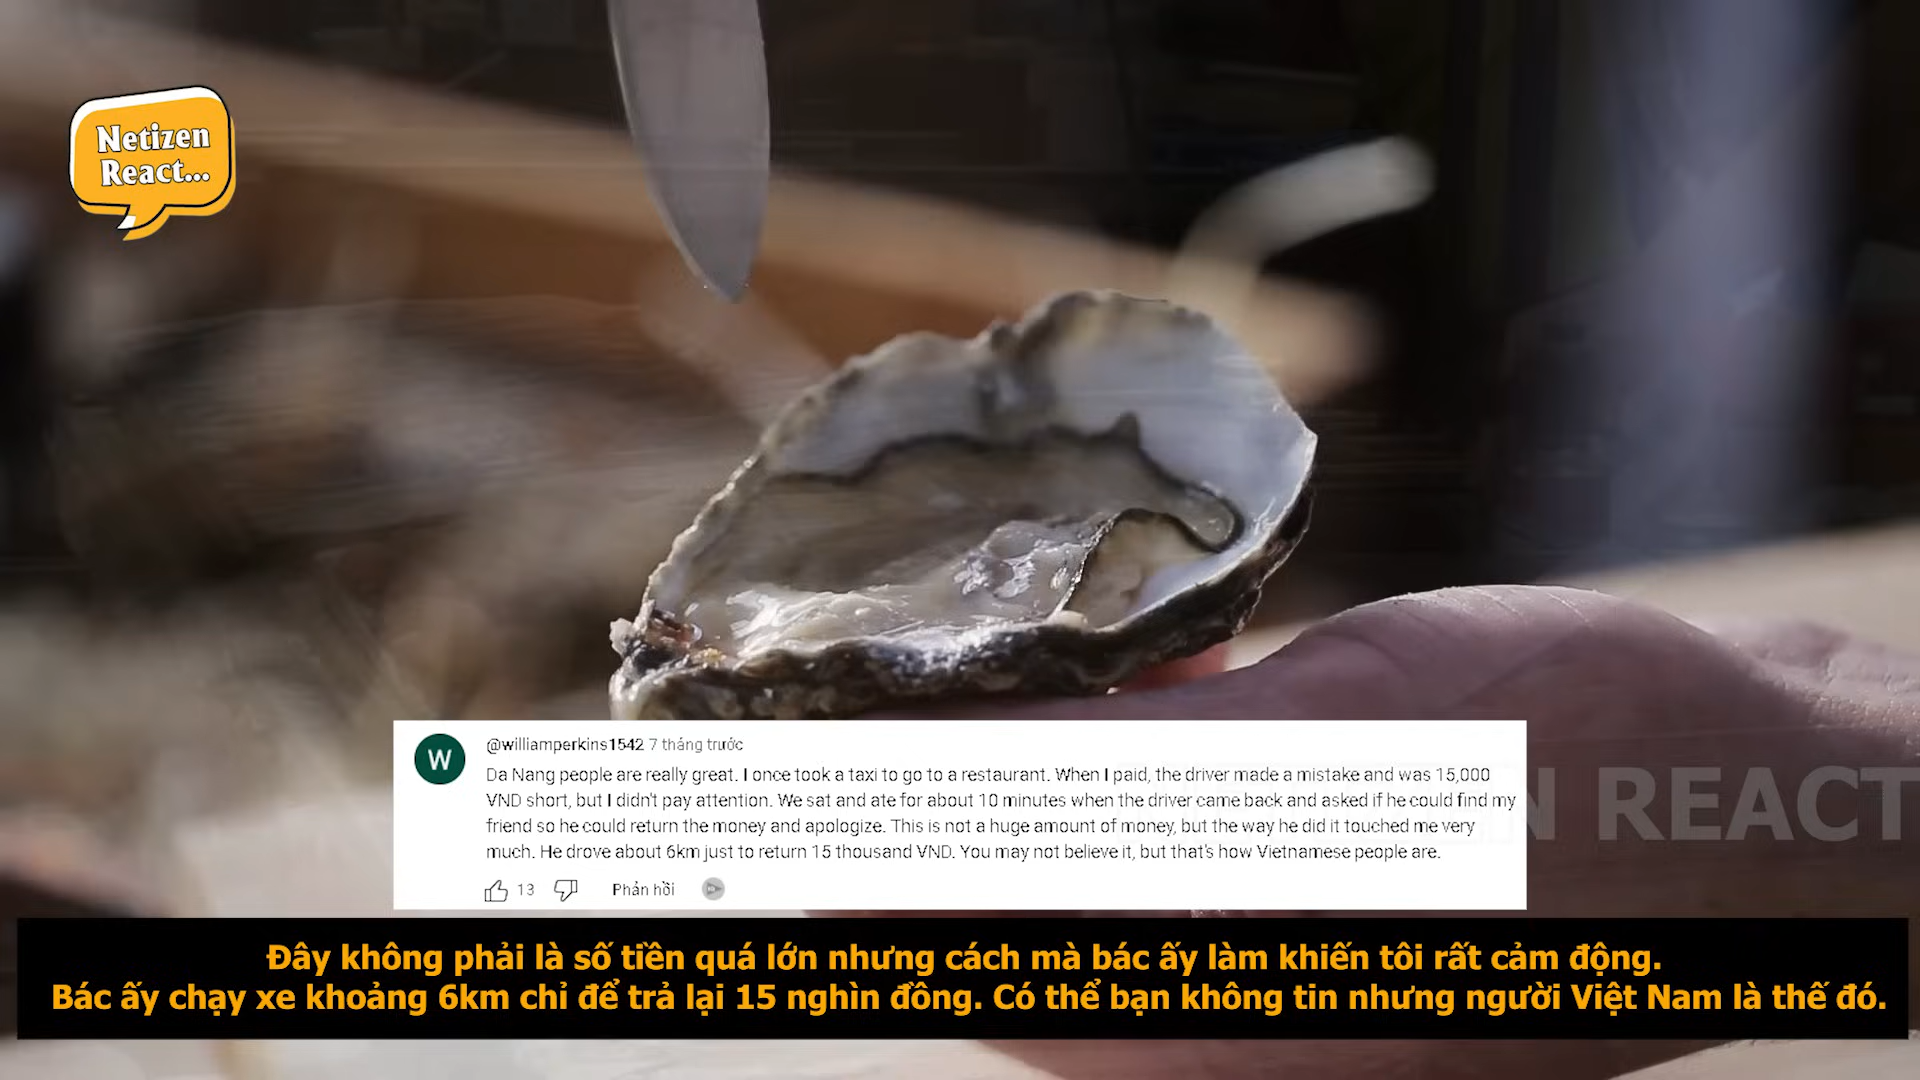 Netizen
React...
@williamperkins1542 7 tháng trước
W
Da Nang people are really great. I once took a taxi to go to a restaurant. When I paid, the driver made a mistake and was 15,000
VND short, but I didn't pay attention. We sat and ate for about 10 minutes when the driver came back and asked if he could find my
friend so he could return the money and apologize. This is not a huge amount of money, but the way he did it touched me very
much. He drove about 6km just to return 15 thousand VND. You may not believe it, but that's how Vietnamese people are.
13 Phản hồi
REACT
Đây không phải là số tiền quá lớn nhưng cách mà bác ấy làm khiến tôi rất cảm động.
Bác ấy chạy xe khoảng 6km chỉ để trả lại 15 nghìn đồng. Có thể bạn không tin nhưng người Việt Nam là thế đó.